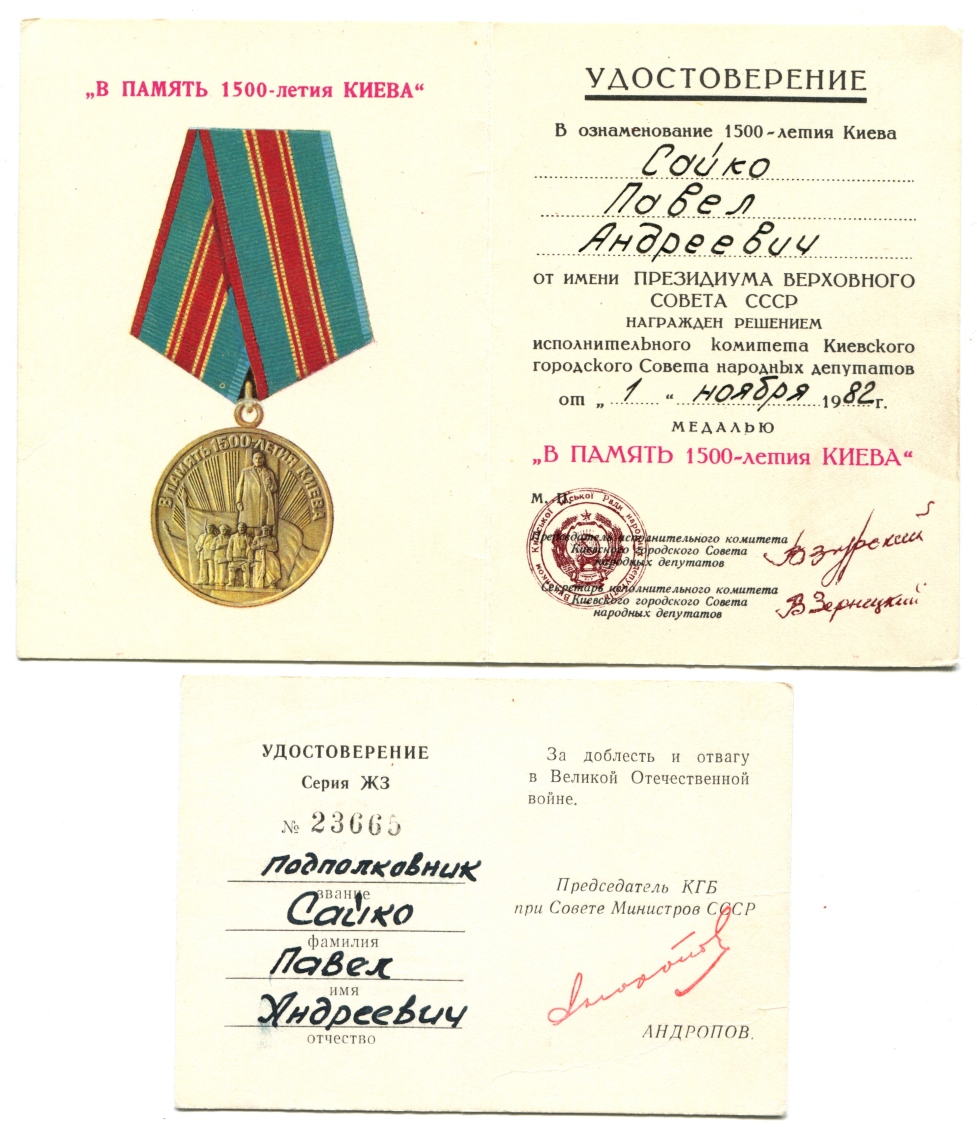 „В ПАМЯТЬ 1500-летия КИЕВА“
В ПАМЯТЬ 1500-ЛЕТИЯ КИЕВА
УДОСТОВЕРЕНИЕ
В ознаменование 1500-летия Киева
Сайко
Павел
Андреевич
от имени ПРЕЗИДИУМА ВЕРХОВНОГО
СОВЕТА СССР
НАГРАЖДЕН РЕШЕНИЕМ
исполнительного комитета Киевского
городского Совета народных депутатов
от „ 1 “ ноября 1982 г.
МЕДАЛЬЮ
„В ПАМЯТЬ 1500-летия КИЕВА“
М. П.
Председатель исполнительного комитета
Киевского городского Совета
народных депутатов
Секретарь исполнительного комитета
Киевского городского Совета
народных депутатов
В Зернецкий
УДОСТОВЕРЕНИЕ
Серия ЖЗ
№ 23665
подполковник
звание
Сайко
фамилия
Павел
имя
Андреевич
отчество
За доблесть и отвагу
в Великой Отечественной
войне.
Председатель КГБ
при Совете Министров СССР
АНДРОПОВ.